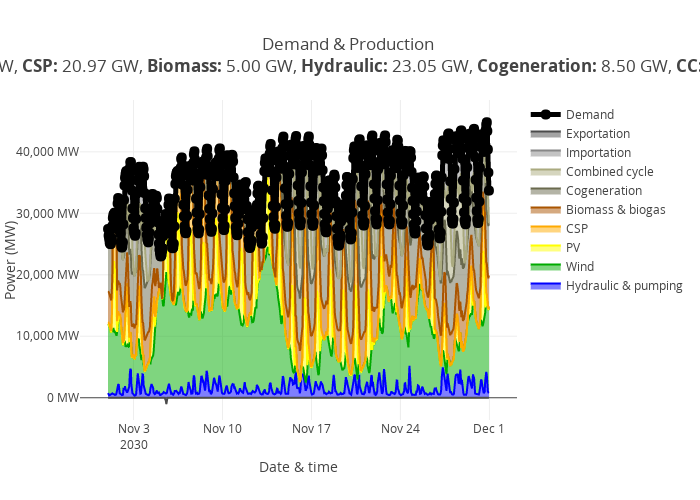 Demand & Production
W, CSP: 20.97 GW, Biomass: 5.00 GW, Hydraulic: 23.05 GW, Cogeneration: 8.50 GW, CC:
Demand
Exportation
Importation
Combined cycle
Cogeneration
Biomass & biogas
CSP
PV
Wind
Hydraulic & pumping
Power (MW)
40,000 MW
30,000 MW
20,000 MW
10,000 MW
0 MW
Nov 3 Nov 10 Nov 17 Nov 24 Dec 1
2030
Date & time